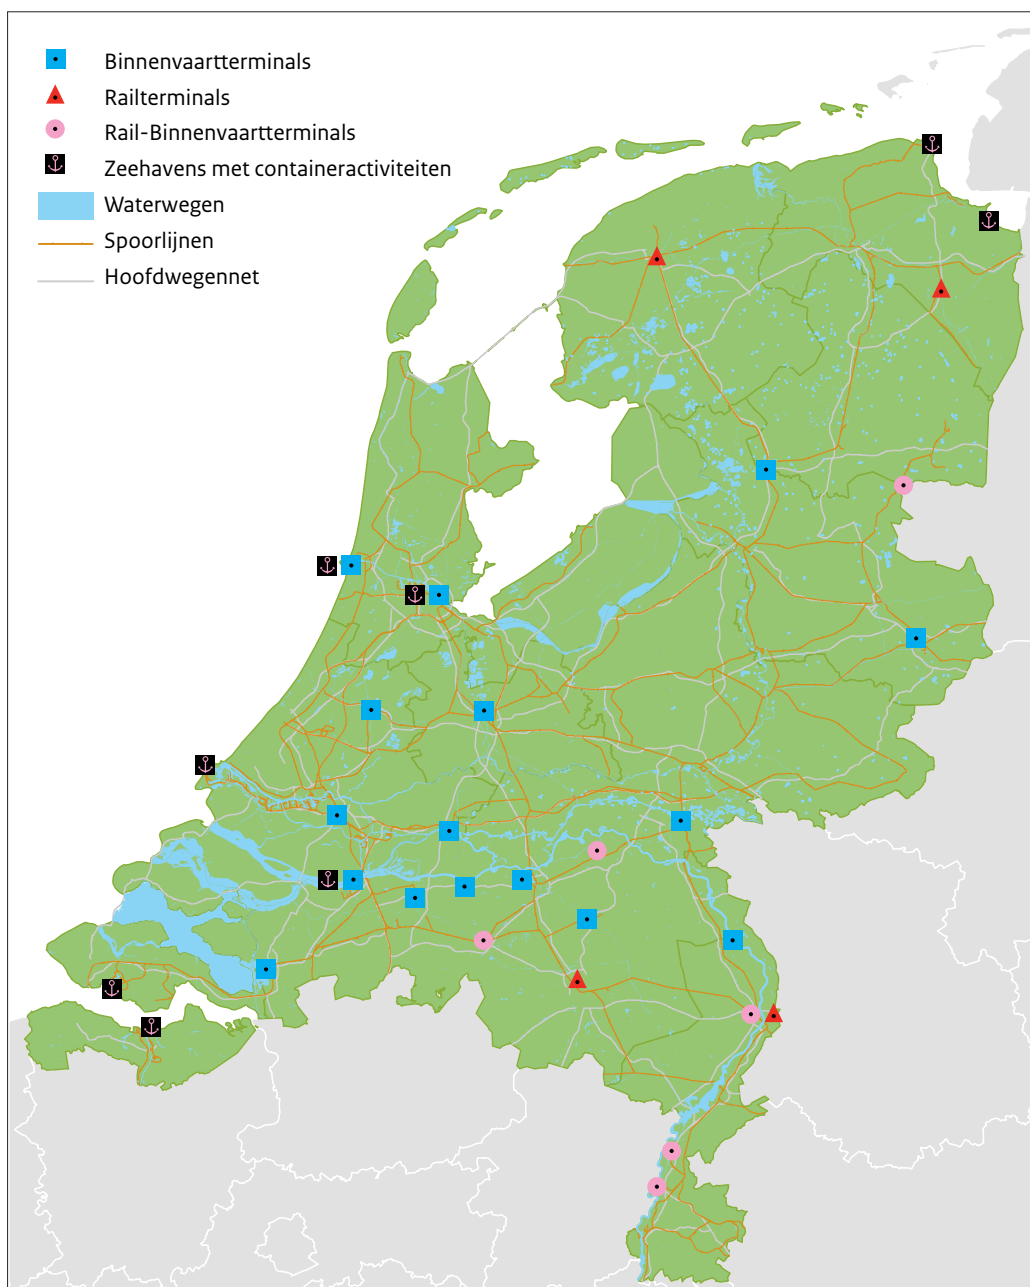 Binnenvaartterminals
Railterminals
Rail-Binnenvaartterminals
Zeehavens met containeractiviteiten
Waterwegen
Spoorlijnen
Hoofdwegennet